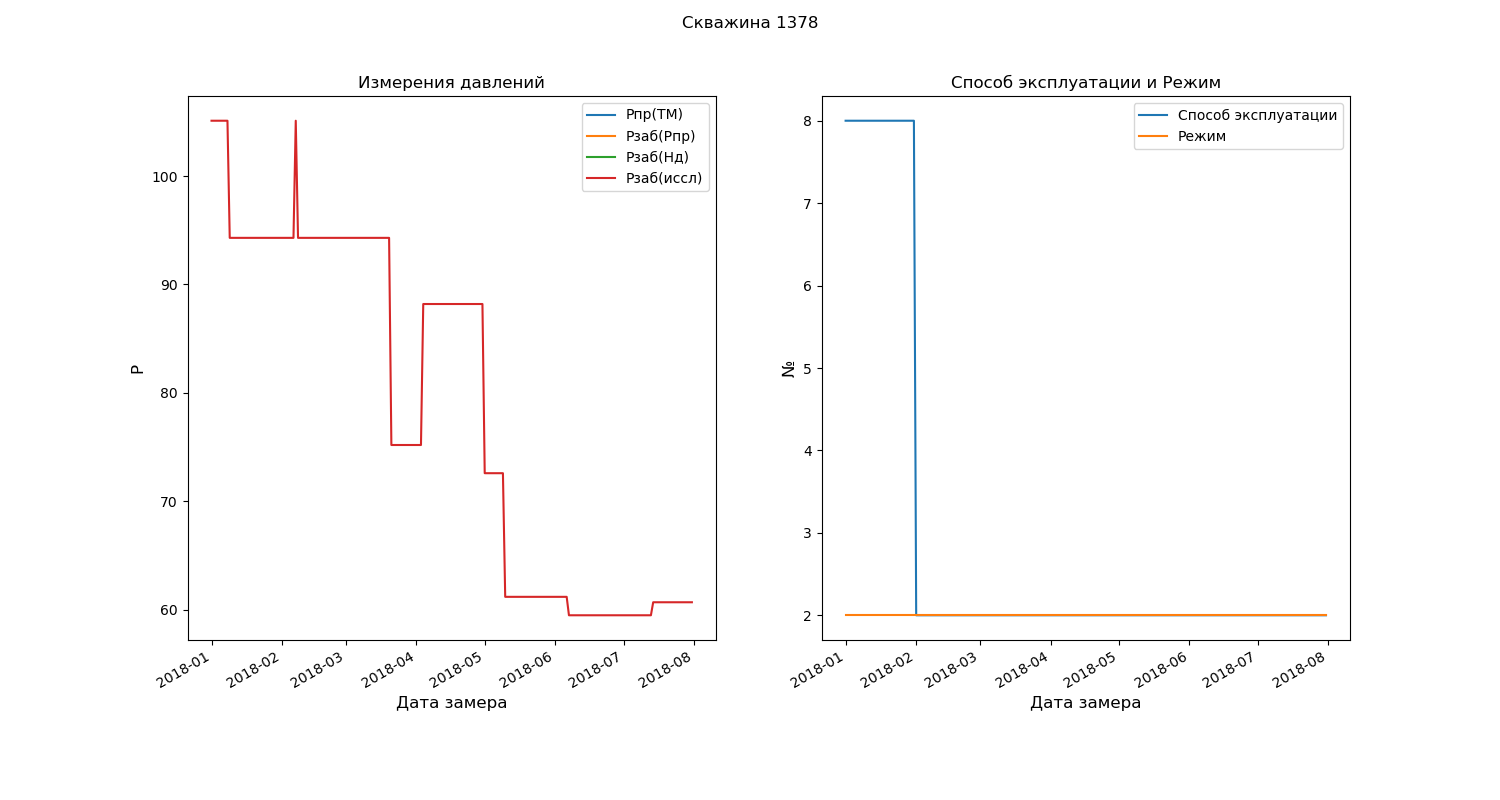 Скважина 1378
Измерения давлений
Рпр(ТМ)
Рзаб(Рпр)
Рзаб(Нд)
Рзаб(иссл)
100
90
80
70
60
P
2018-01
2018-02
2018-03
2018-04
2018-05
2018-06
2018-07
2018-08
Дата замера
Способ эксплуатации и Режим
Способ эксплуатации
Режим
8
7
6
5
4
3
2
№
2018-01
2018-02
2018-03
2018-04
2018-05
2018-06
2018-07
2018-08
Дата замера